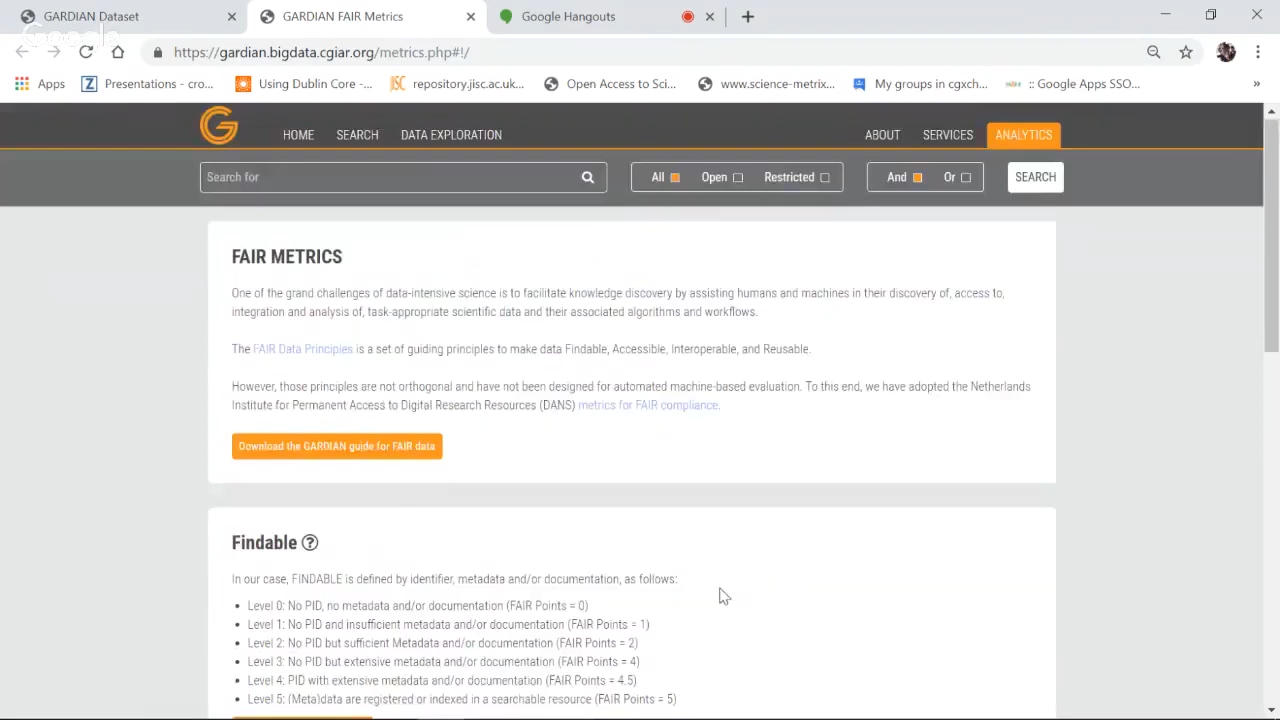 GARDIAN Dataset
GARDIAN FAIR Metrics
Google Hangouts
Google
https://gardian.bigdata.cgiar.org/metrics.php#!/
Apps
Presentations - cro...
Using Dublin Core -...
JISC
repository.jisc.ac.uk...
Open Access to Sci...
www.science-metrix...
My groups in cgxch...
:: Google Apps SSO...
»
HOME
SEARCH
DATA EXPLORATION
ABOUT
SERVICES
ANALYTICS
Search for
All
Open
Restricted
And
Or
SEARCH
FAIR METRICS
One of the grand challenges of data-intensive science is to facilitate knowledge discovery by assisting humans and machines in their discovery of, access to,
integration and analysis of, task-appropriate scientific data and their associated algorithms and workflows.
The FAIR Data Principies is a set of guiding principles to make data Findable, Accessible, Interoperable, and Reusable.
However, those principles are not orthogonal and have not been designed for automated machine-based evaluation. To this end, we have adopted the Netherlands
Institute for Permanent Access to Digital Research Resources (DANS) metrics for FAIR compliance.
Download the GARDIAN guide for FAIR data
Findable ?
In our case, FINDABLE is defined by identifier, metadata and/or documentation, as follows:
• Level 0: No PID, no metadata and/or documentation (FAIR Points = 0)
• Level 1: No PID and insufficient metadata and/or documentation (FAIR Points = 1)
• Level 2: No PID but sufficient Metadata and/or documentation (FAIR Points = 2)
• Level 3: No PID but extensive metadata and/or documentation (FAIR Points = 4)
• Level 4: PID with extensive metadata and/or documentation (FAIR Points = 4.5)
• Level 5: (Meta)data are registered or indexed in a searchable resource (FAIR Points = 5)